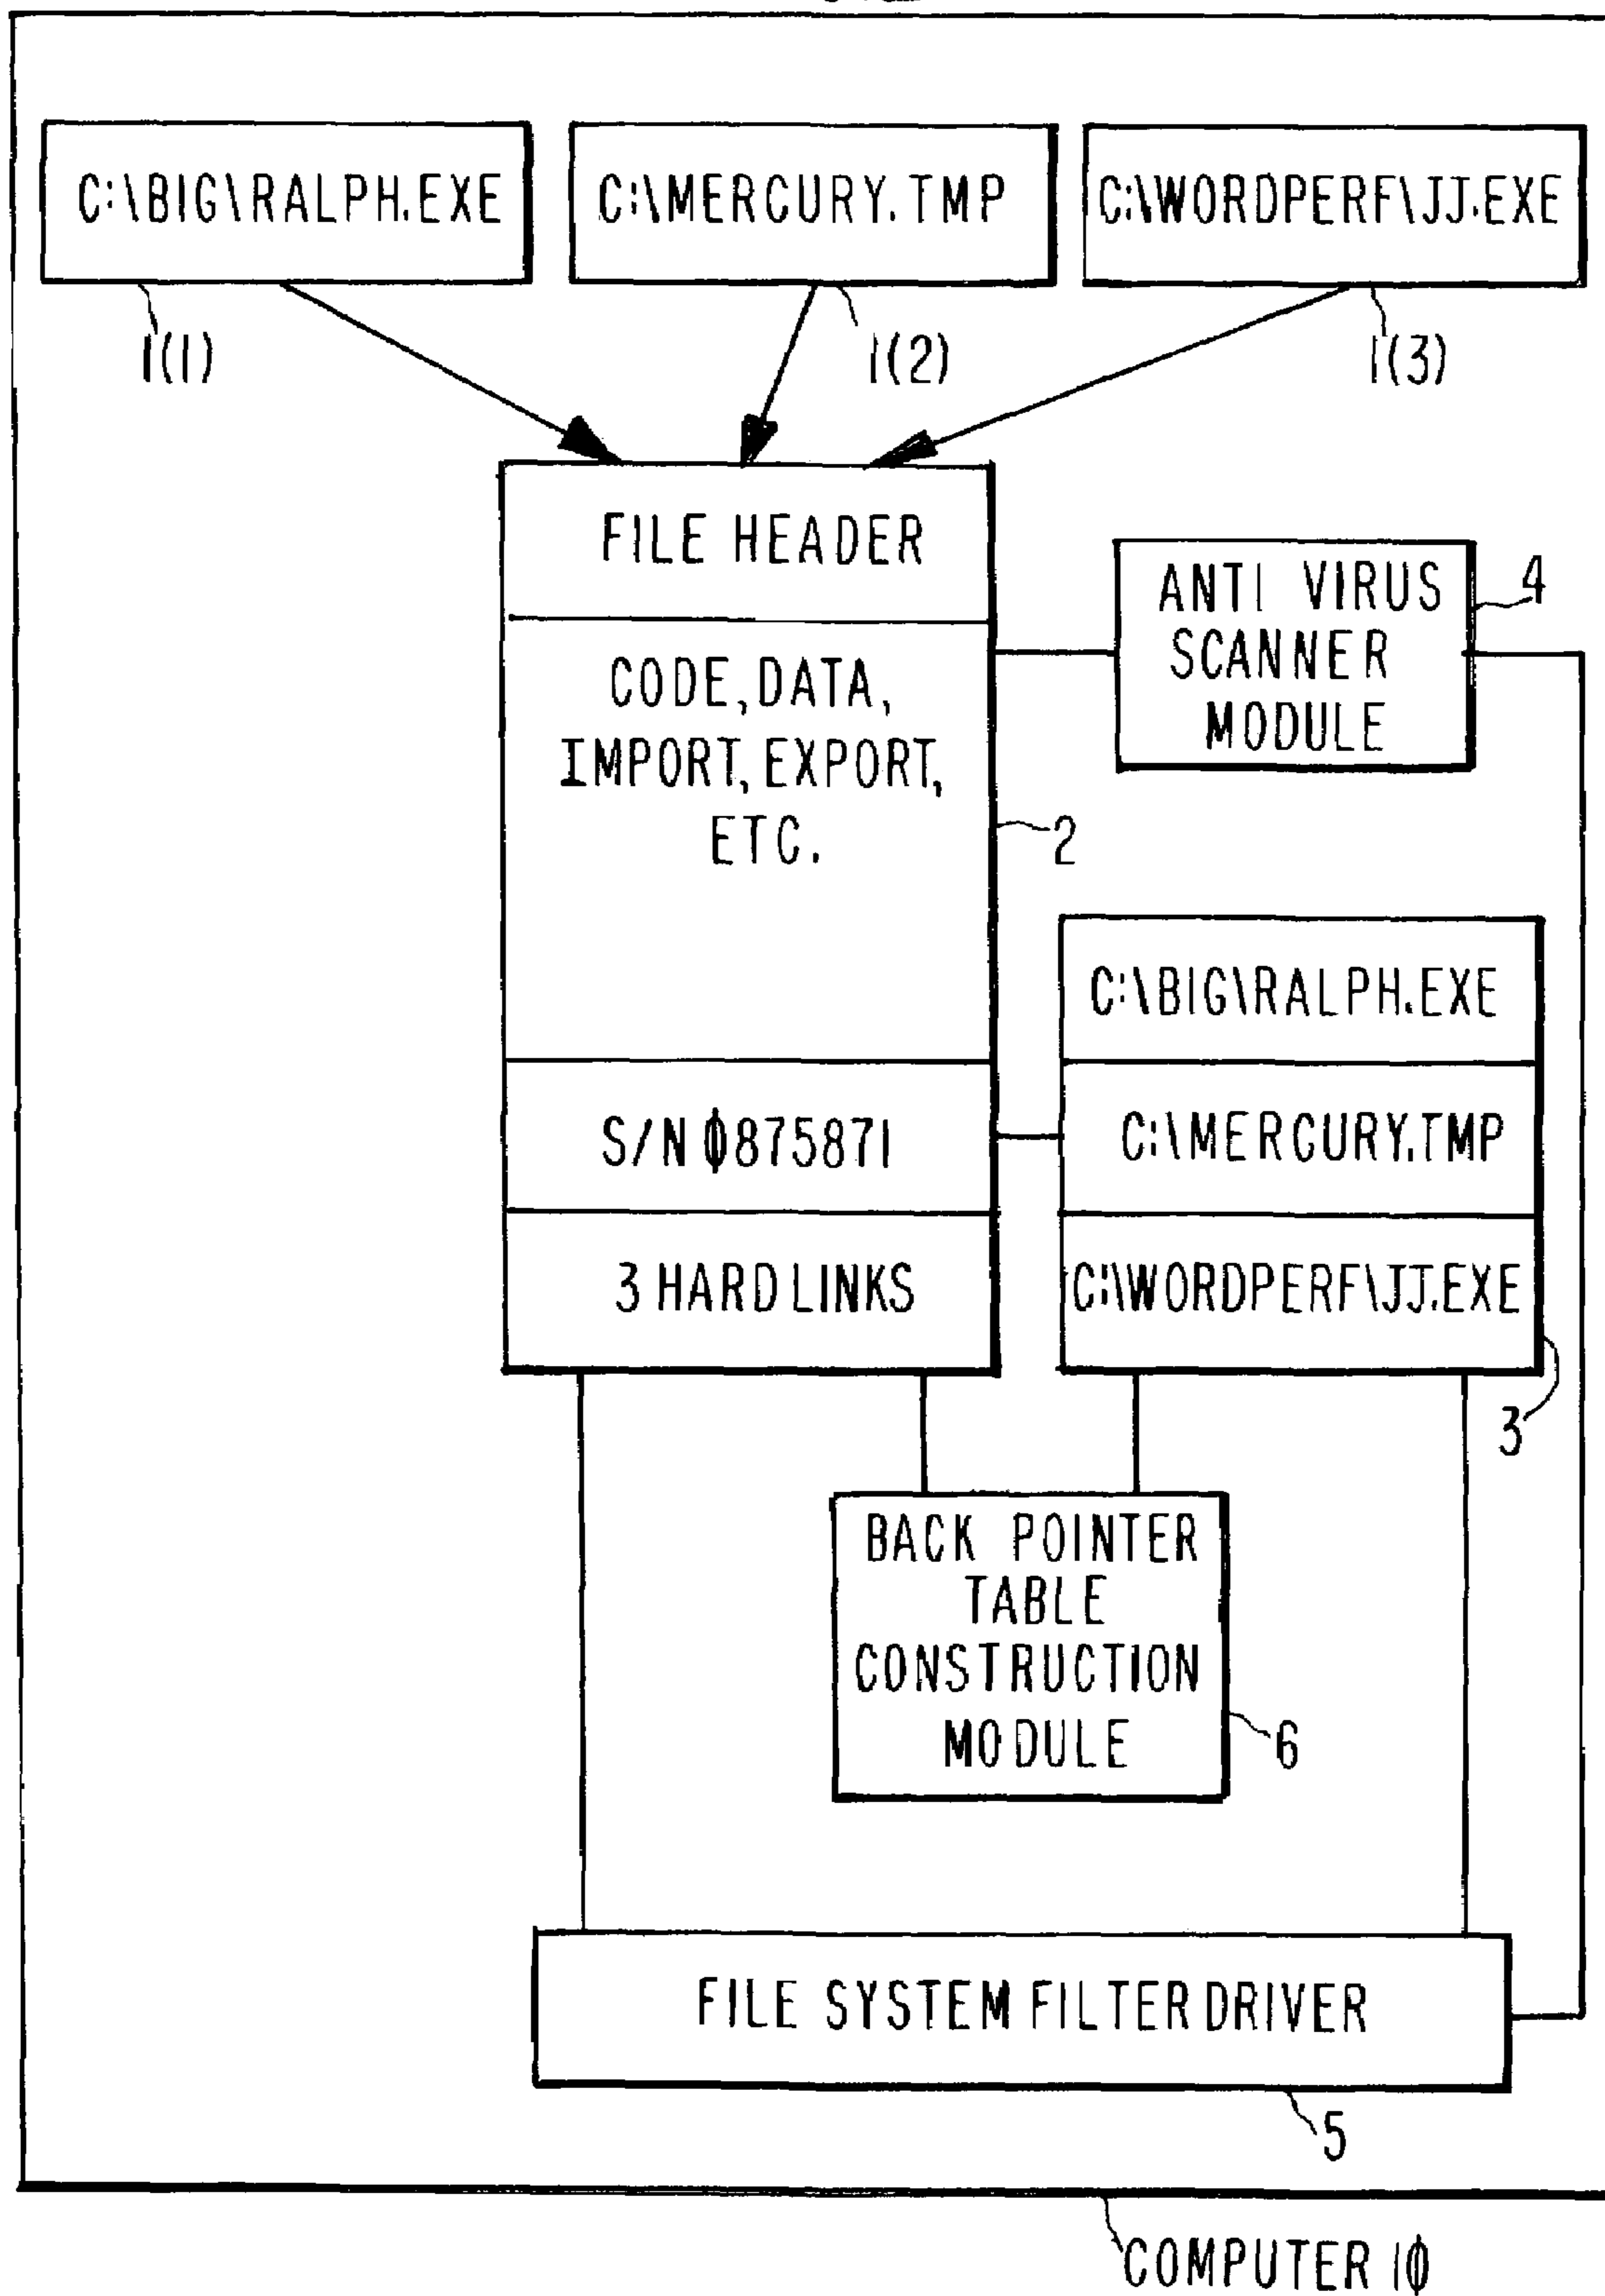 C:\BIG\RALPH.EXE
C:\MERCURY.TMP
C:\WORDPERF\JJ.EXE
1(1)
1(2)
1(3)
FILE HEADER
CODE, DATA,
IMPORT, EXPORT,
ETC.
2
ANTI VIRUS
SCANNER
MODULE
4
S/N 0875871
3 HARD LINKS
C:\BIG\RALPH.EXE
C:\MERCURY.TMP
C:\WORDPERF\JJ.EXE
3
BACK POINTER
TABLE
CONSTRUCTION
MODULE
6
FILE SYSTEM FILTER DRIVER
5
COMPUTER 10